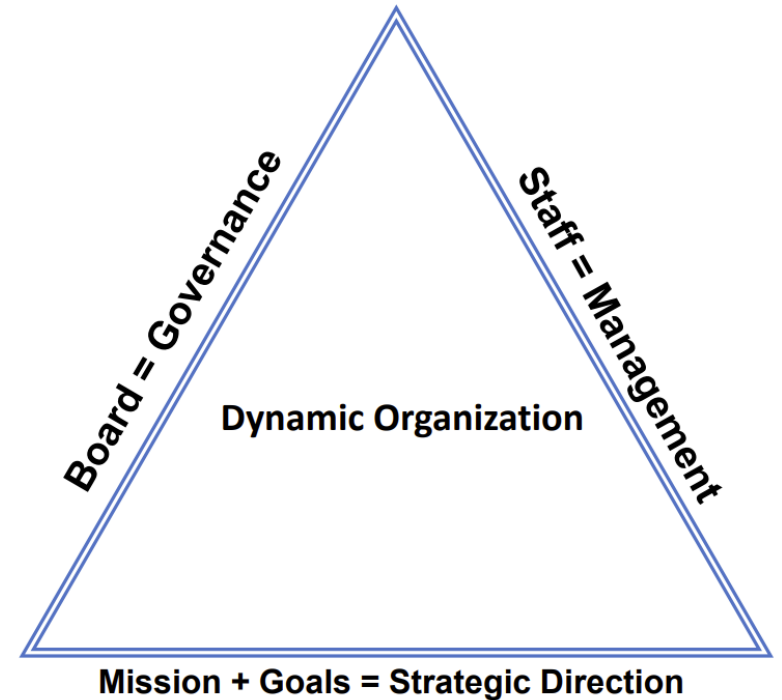 Board = Governance
Staff = Management
Dynamic Organization
Mission + Goals = Strategic Direction